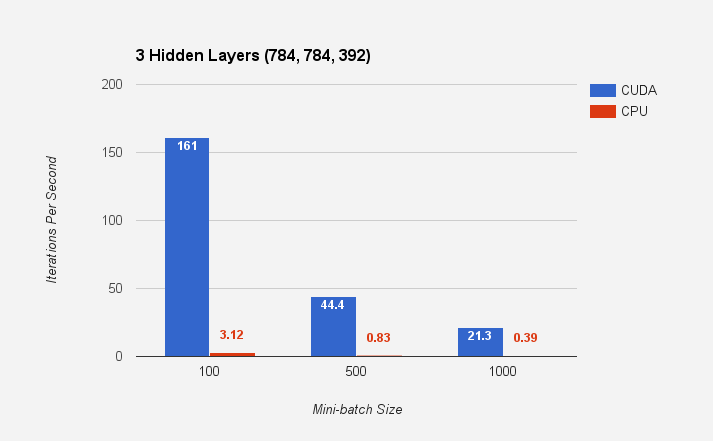 3 Hidden Layers (784, 784, 392)
CUDA
CPU
Iterations Per Second
200
150
100
50
0
161
3.12
44.4
0.83
21.3
0.39
100
500
1000
Mini-batch Size